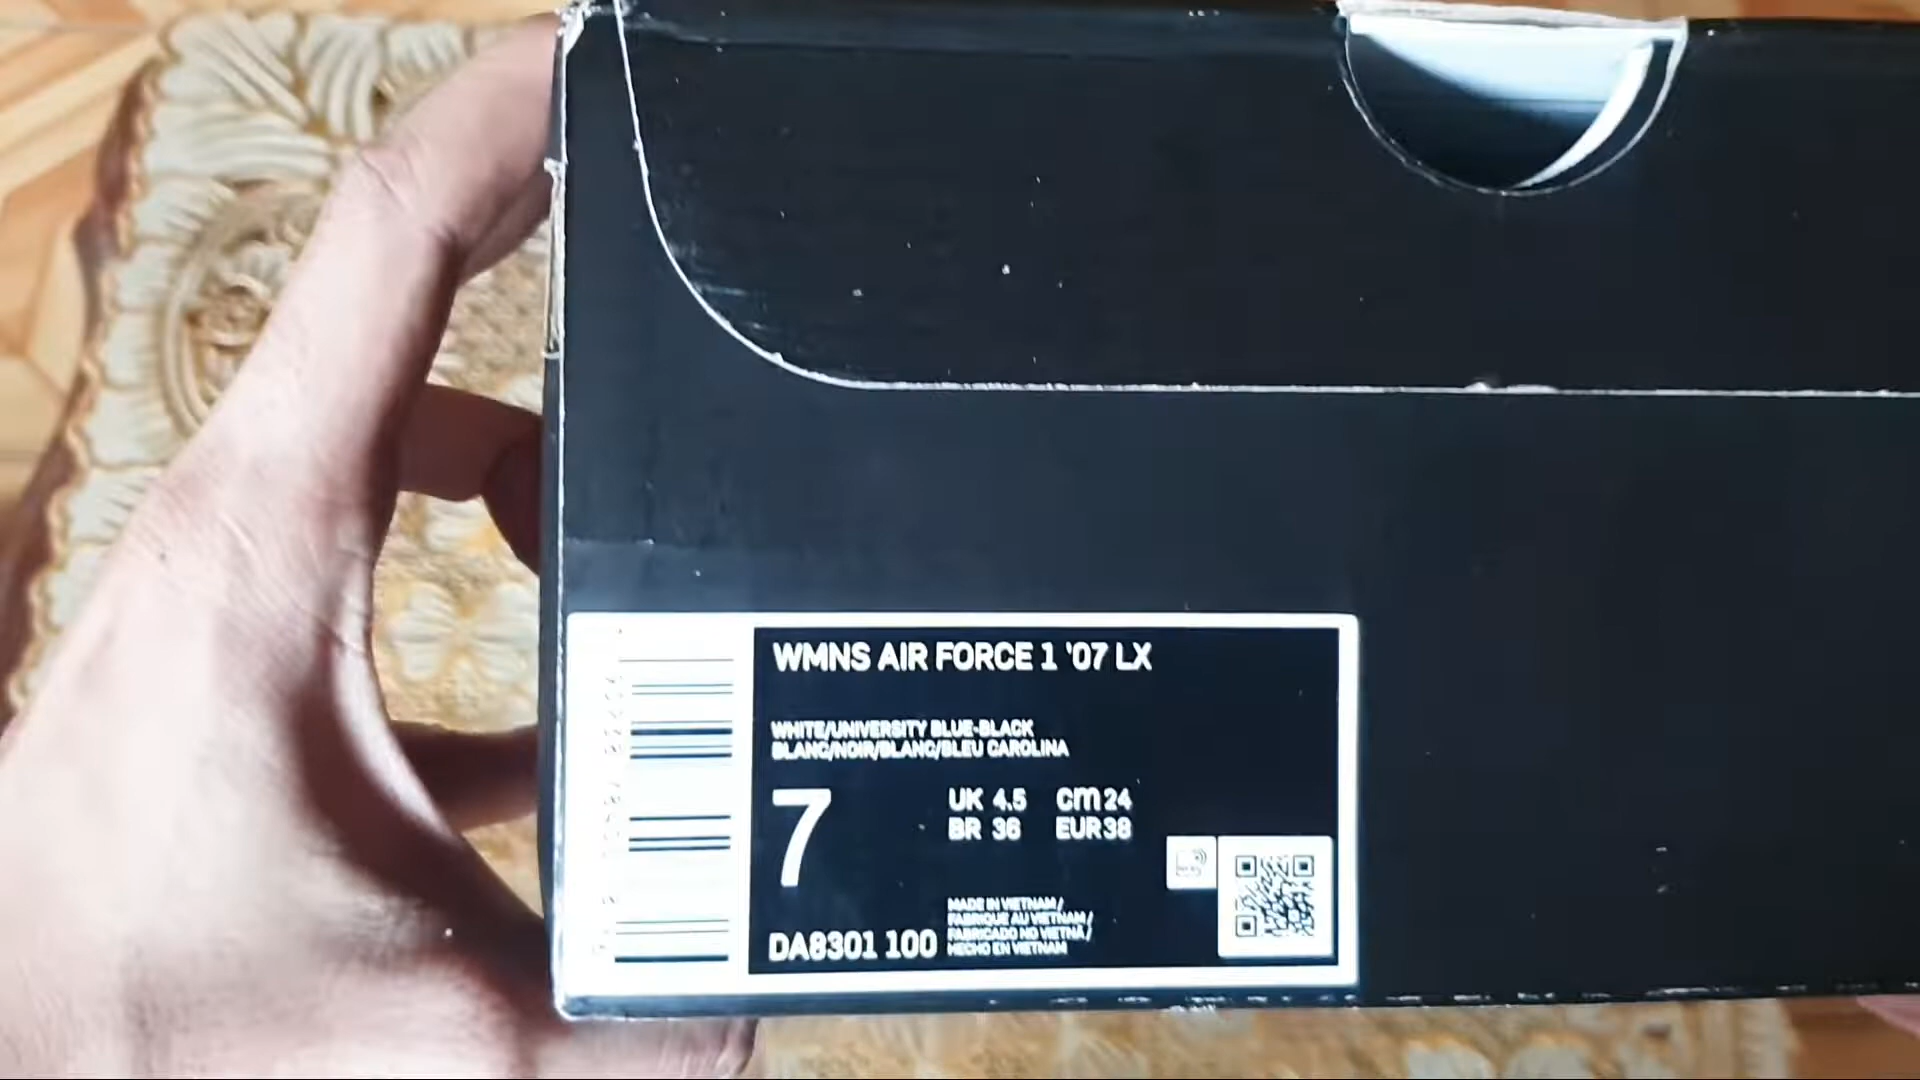 WMNS AIR FORCE 1 '07 LX
WHITE/UNIVERSITY BLUE-BLACK
BLANC/NOIR/BLANC/BLEU CAROLINA
7
UK 4.5 cm 24
BR 36 EUR 38
MADE IN VIETNAM /
FABRIQUE AU VIETNAM /
FABRICADO NO VIETNÃ /
HECHO EN VIETNAM
DA8301 100